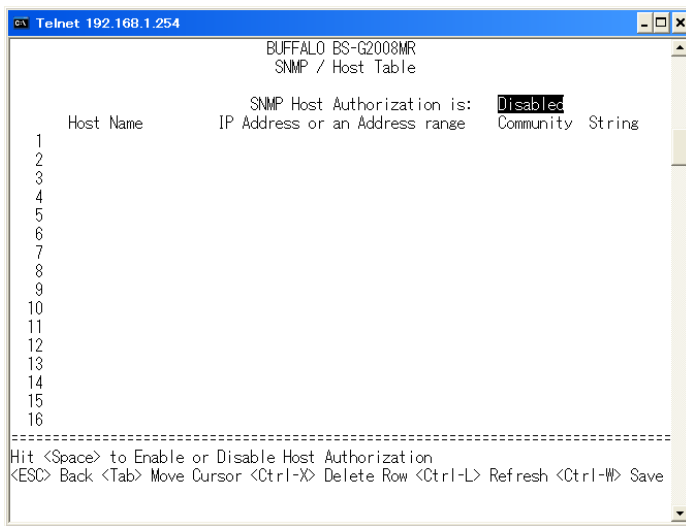 Telnet 192.168.1.254
BUFFALO BS-G2008MR
SNMP / Host Table
SNMP Host Authorization is: Disabled
Host Name IP Address or an Address range Community String
1
2
3
4
5
6
7
8
9
10
11
12
13
14
15
16
================================================================================
Hit <Space> to Enable or Disable Host Authorization
<ESC> Back <Tab> Move Cursor <Ctrl-X> Delete Row <Ctrl-L> Refresh <Ctrl-W> Save